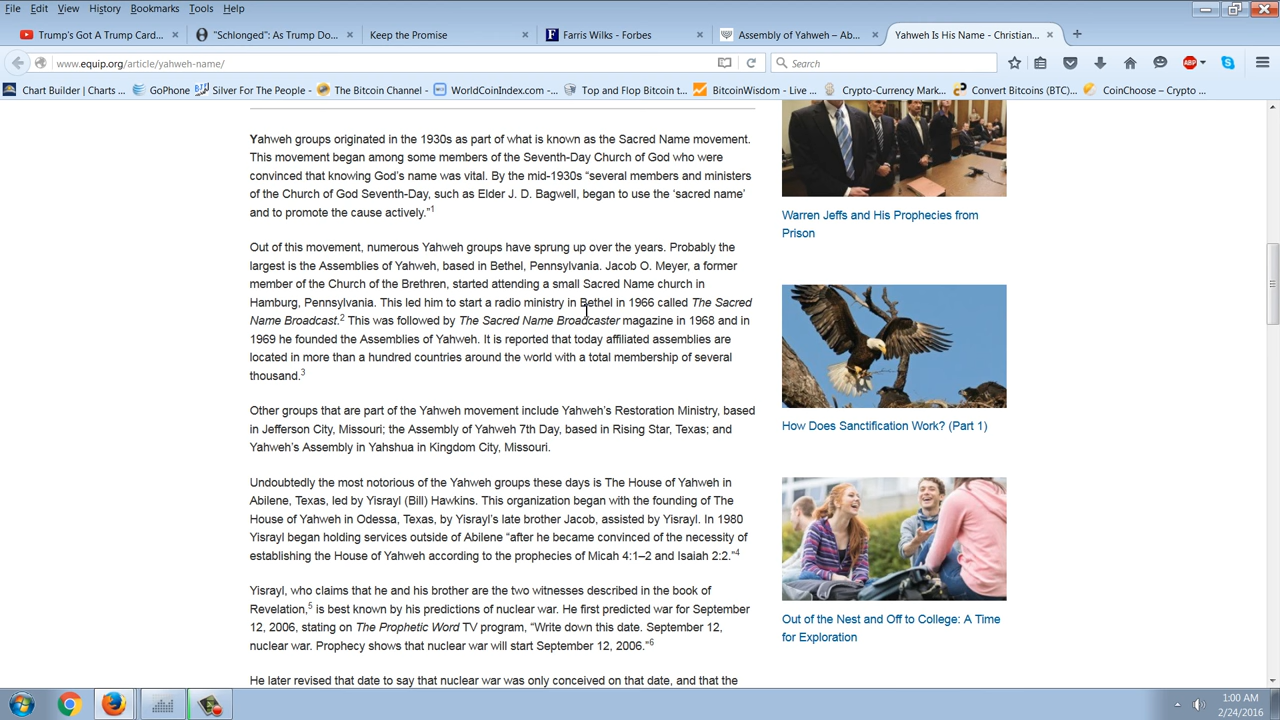 File Edit View History Bookmarks Tools Help
Trump's Got A Trump Card... × "Schlonged": As Trump Do... × Keep the Promise × Farris Wilks - Forbes × Assembly of Yahweh – Ab... × Yahweh Is His Name - Christian... × +
www.equip.org/article/yahweh-name/ Search ABP
Chart Builder | Charts ... GoPhone Silver For The People - The Bitcoin Channel - WorldCoinIndex.com -... Top and Flop Bitcoin t... BitcoinWisdom - Live ... Crypto-Currency Mark... Convert Bitcoins (BTC)... CoinChoose – Crypto ...
Yahweh groups originated in the 1930s as part of what is known as the Sacred Name movement.
This movement began among some members of the Seventh-Day Church of God who were
convinced that knowing God's name was vital. By the mid-1930s “several members and ministers
of the Church of God Seventh-Day, such as Elder J. D. Bagwell, began to use the ‘sacred name’
and to promote the cause actively.”1
Out of this movement, numerous Yahweh groups have sprung up over the years. Probably the
largest is the Assemblies of Yahweh, based in Bethel, Pennsylvania. Jacob O. Meyer, a former
member of the Church of the Brethren, started attending a small Sacred Name church in
Hamburg, Pennsylvania. This led him to start a radio ministry in Bethel in 1966 called The Sacred
Name Broadcast.2 This was followed by The Sacred Name Broadcaster magazine in 1968 and in
1969 he founded the Assemblies of Yahweh. It is reported that today affiliated assemblies are
located in more than a hundred countries around the world with a total membership of several
thousand.3
Other groups that are part of the Yahweh movement include Yahweh's Restoration Ministry, based
in Jefferson City, Missouri; the Assembly of Yahweh 7th Day, based in Rising Star, Texas; and
Yahweh's Assembly in Yahshua in Kingdom City, Missouri.
Undoubtedly the most notorious of the Yahweh groups these days is The House of Yahweh in
Abilene, Texas, led by Yisrayl (Bill) Hawkins. This organization began with the founding of The
House of Yahweh in Odessa, Texas, by Yisrayl's late brother Jacob, assisted by Yisrayl. In 1980
Yisrayl began holding services outside of Abilene “after he became convinced of the necessity of
establishing the House of Yahweh according to the prophecies of Micah 4:1–2 and Isaiah 2:2.”4
Yisrayl, who claims that he and his brother are the two witnesses described in the book of
Revelation,5 is best known by his predictions of nuclear war. He first predicted war for September
12, 2006, stating on The Prophetic Word TV program, “Write down this date. September 12,
nuclear war. Prophecy shows that nuclear war will start September 12, 2006.”6
He later revised that date to say that nuclear war was only conceived on that date, and that the
Warren Jeffs and His Prophecies from
Prison
How Does Sanctification Work? (Part 1)
Out of the Nest and Off to College: A Time
for Exploration
1:00 AM
2/24/2016